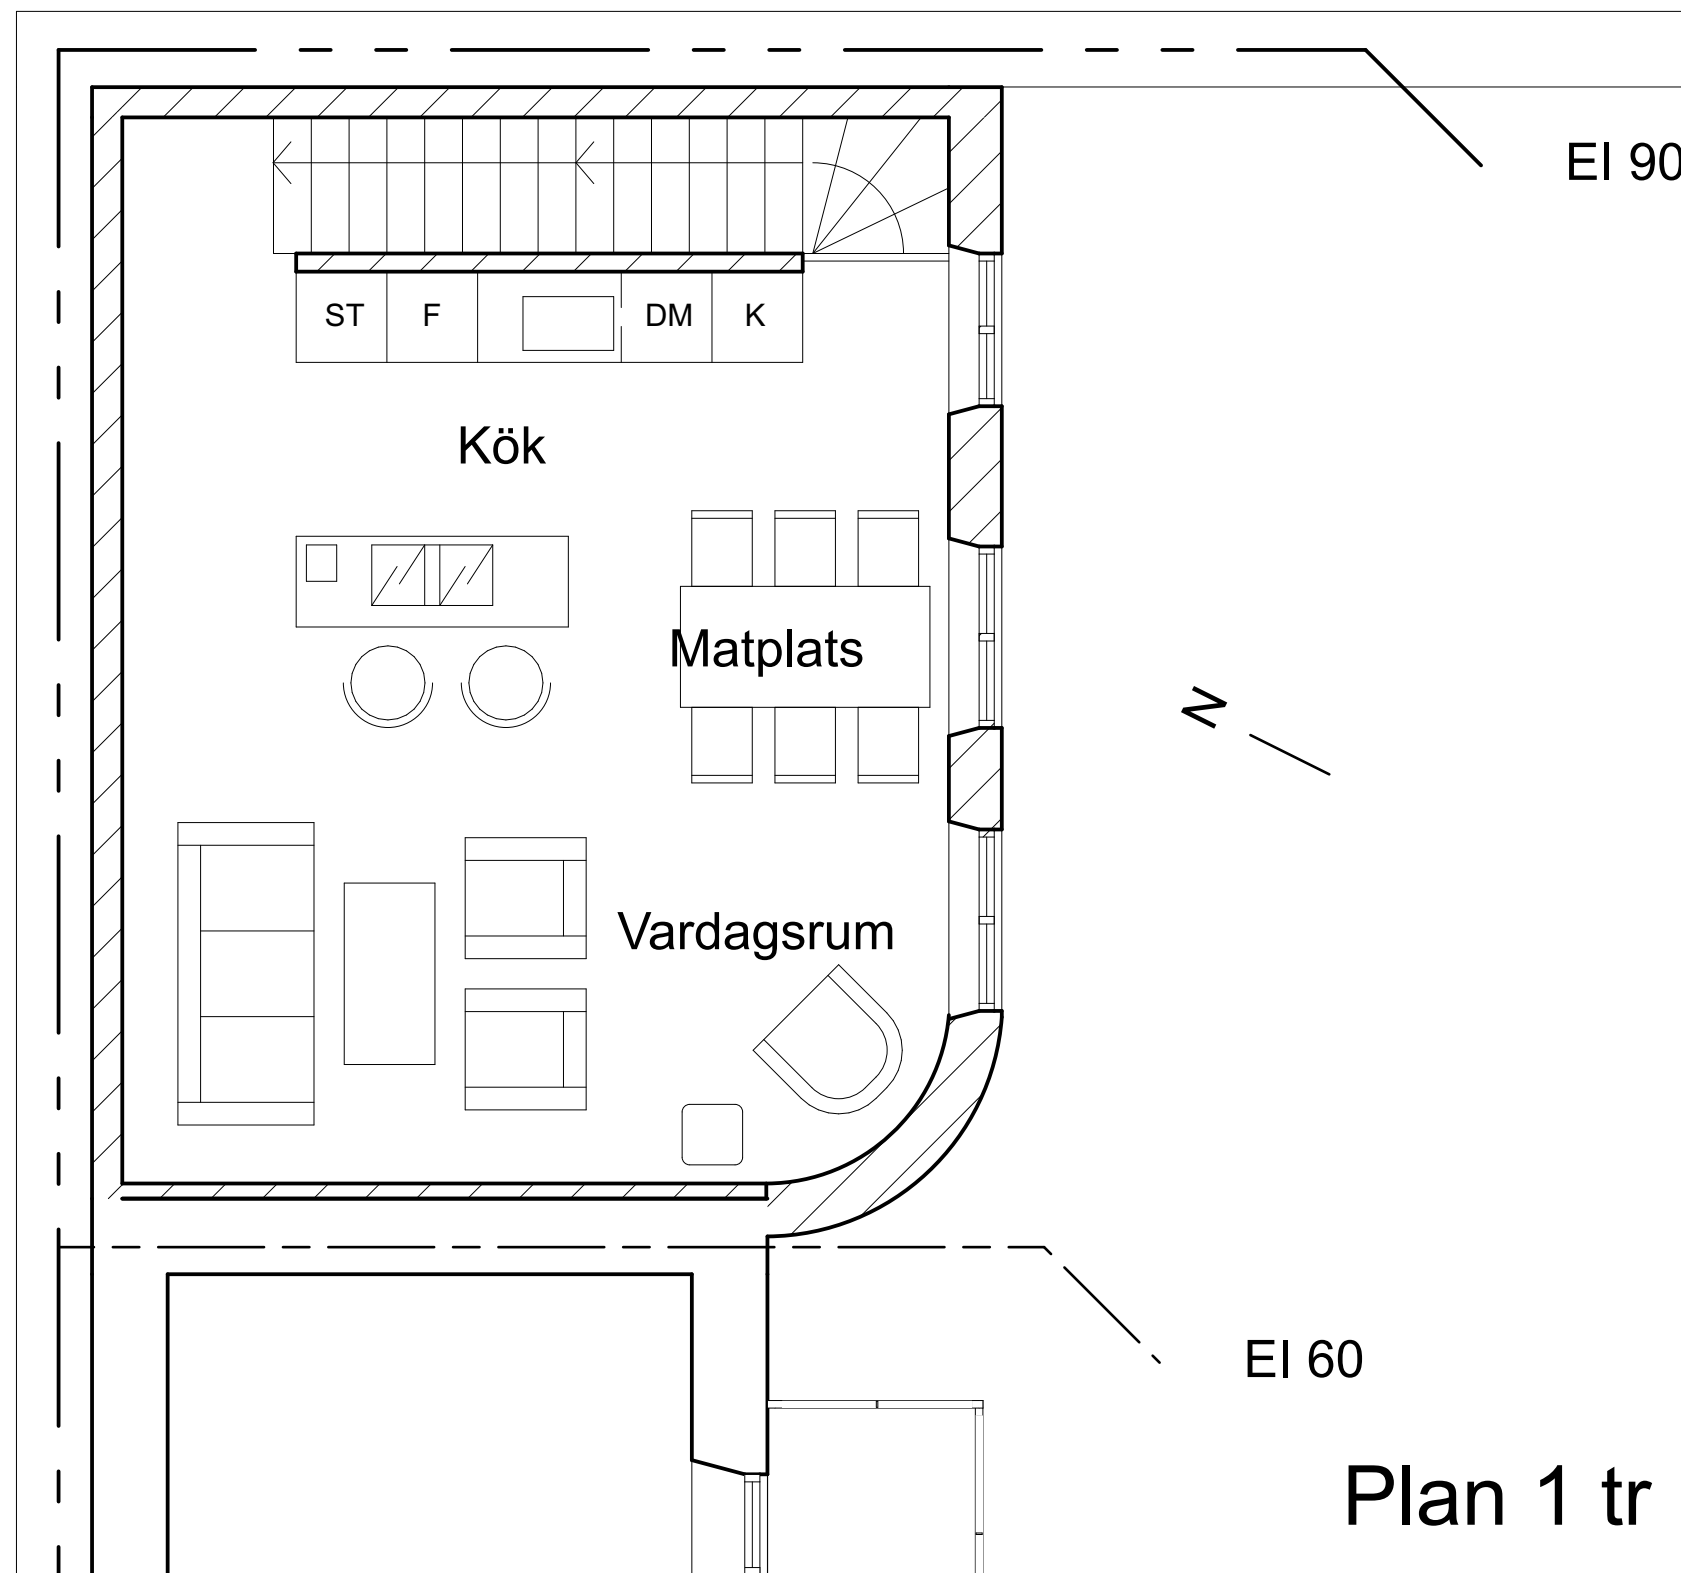 EI 90
ST F DM K
Kök
Matplats
N
Vardagsrum
EI 60
Plan 1 tr